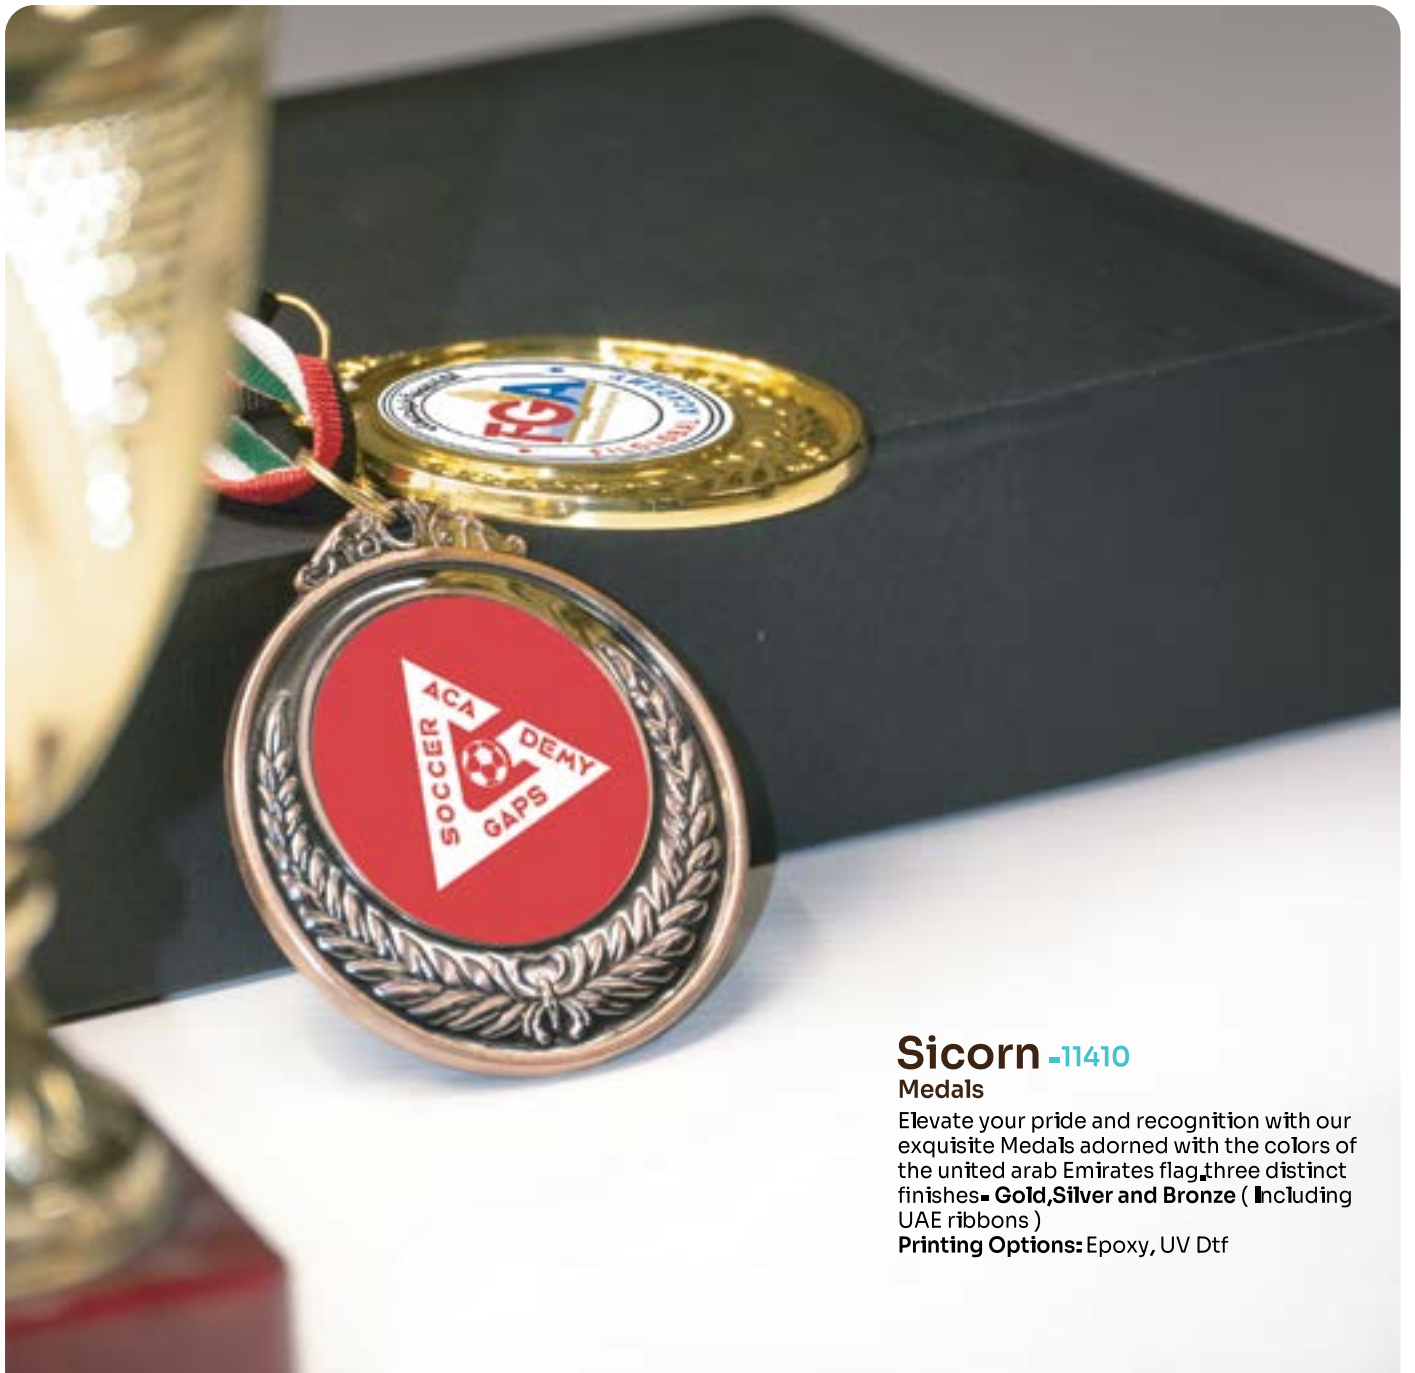 FGA
ACADEMY
ACA
DEMY
SOCCER
GAPS
Sicorn -11410
Medals
Elevate your pride and recognition with our
exquisite Medals adorned with the colors of
the united arab Emirates flag.three distinct
finishes- Gold,Silver and Bronze ( Including
UAE ribbons )
Printing Options: Epoxy, UV Dtf